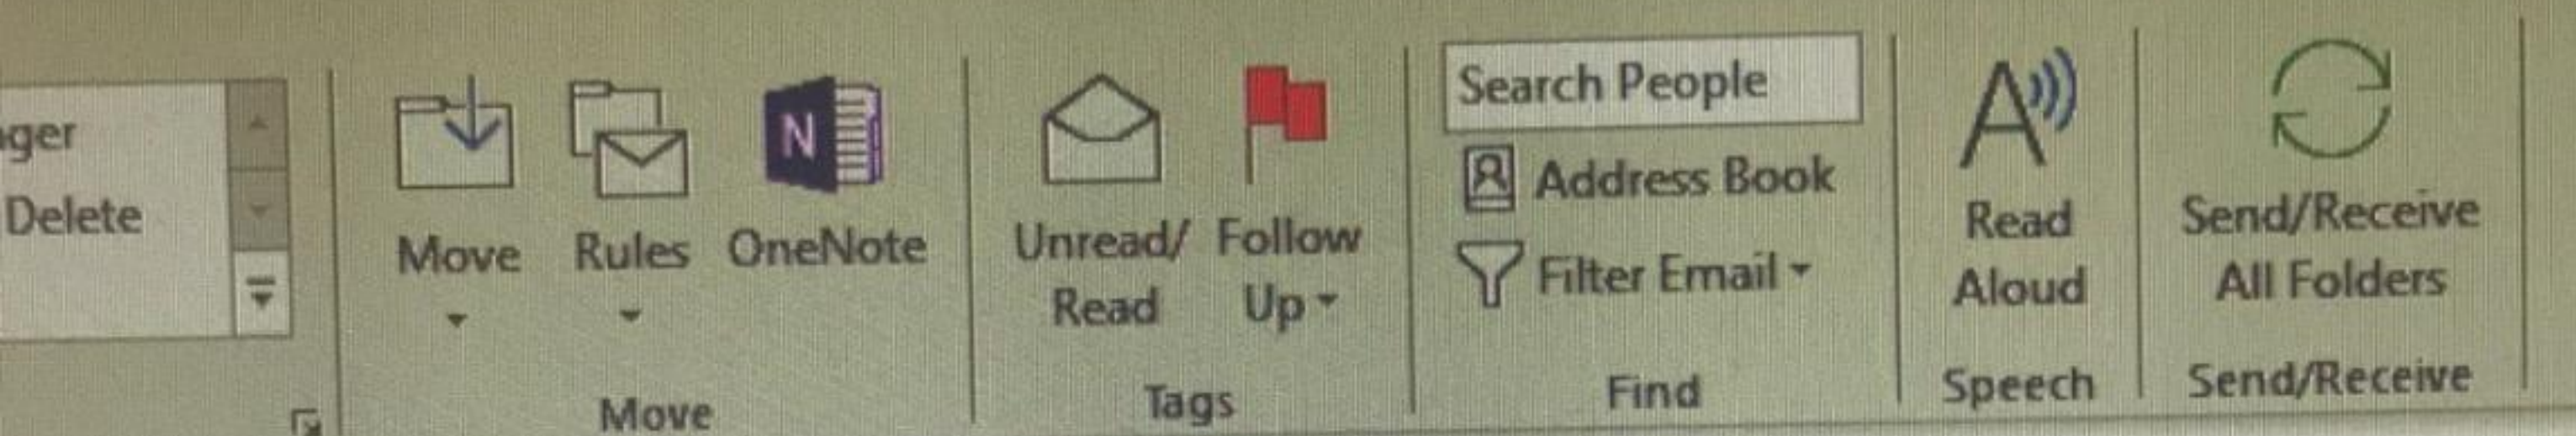 Delete
Move
Rules
N
OneNote
Move
Unread/
Read
Follow
Up
Tags
Search People
Address Book
Filter Email
Find
A
Read
Aloud
Speech
Send/Receive
All Folders
Send/Receive